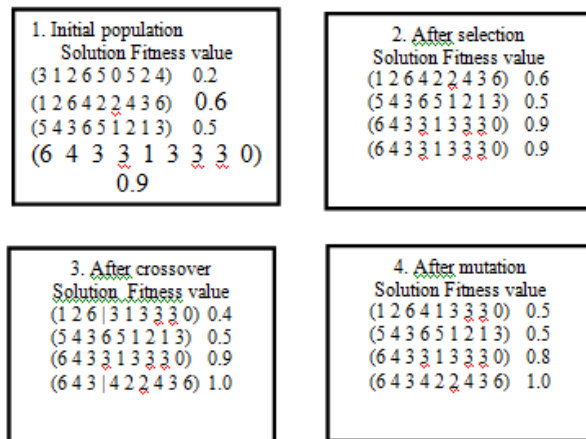 1. Initial population
Solution Fitness value
(3 1 2 6 5 0 5 2 4) 0.2
(1 2 6 4 2 2 4 3 6) 0.6
(5 4 3 6 5 1 2 1 3) 0.5
(6 4 3 3 1 3 3 3 0)
0.9
2. After selection
Solution Fitness value
(1 2 6 4 2 2 4 3 6) 0.6
(5 4 3 6 5 1 2 1 3) 0.5
(6 4 3 3 1 3 3 3 0) 0.9
(6 4 3 3 1 3 3 3 0) 0.9
3. After crossover
Solution Fitness value
(1 2 6 | 3 1 3 3 3 0) 0.4
(5 4 3 6 5 1 2 1 3) 0.5
(6 4 3 3 1 3 3 3 0) 0.9
(6 4 3 | 4 2 2 4 3 6) 1.0
4. After mutation
Solution Fitness value
(1 2 6 4 1 3 3 3 0) 0.5
(5 4 3 6 5 1 2 1 3) 0.5
(6 4 3 3 1 3 3 3 0) 0.8
(6 4 3 4 2 2 4 3 6) 1.0